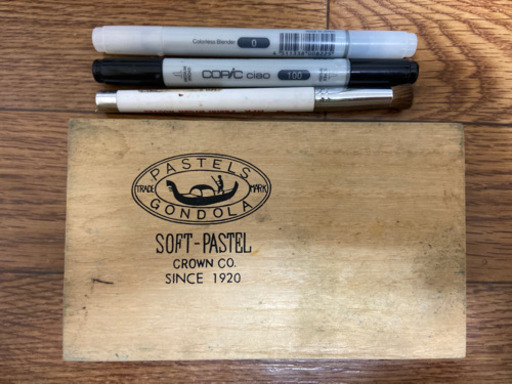 Colorless Blender 0
COPIC ciao 100
PASTELS
TRADE MARK
GONDOLA
SOFT-PASTEL
CROWN CO.
SINCE 1920